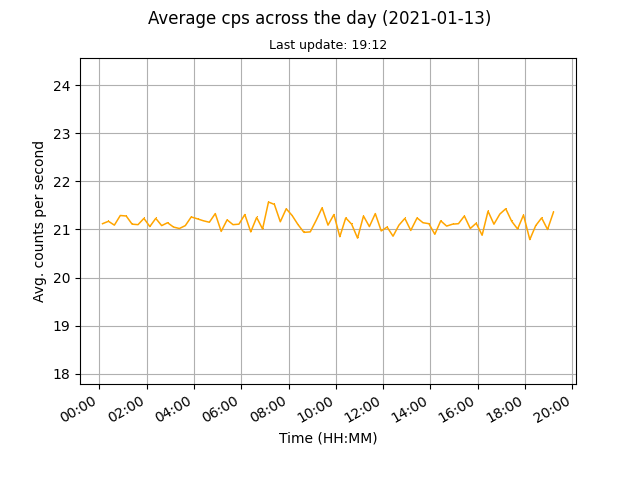 Average cps across the day (2021-01-13)
Last update: 19:12
24
23
22
21
20
19
18
Avg. counts per second
00:00 02:00 04:00 06:00 08:00 10:00 12:00 14:00 16:00 18:00 20:00
Time (HH:MM)